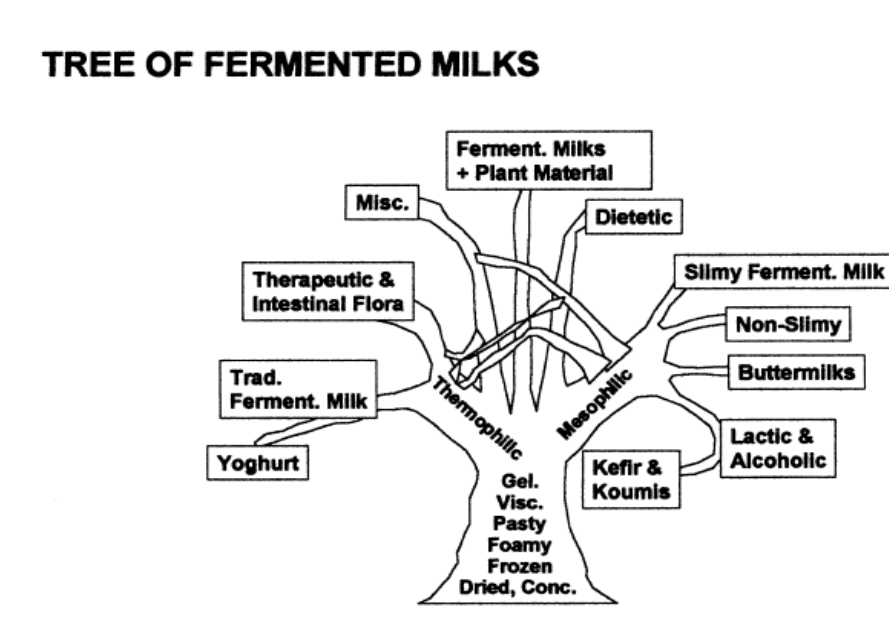 TREE OF FERMENTED MILKS
Ferment. Milks
+ Plant Material
Misc.
Dietetic
Therapeutic &
Intestinal Flora
Slimy Ferment. Milk
Non-Slimy
Trad.
Ferment. Milk
Buttermilks
Thermophilic
Mesophilic
Yoghurt
Lactic &
Alcoholic
Kefir &
Koumis
Gel.
Visc.
Pasty
Foamy
Frozen
Dried, Conc.